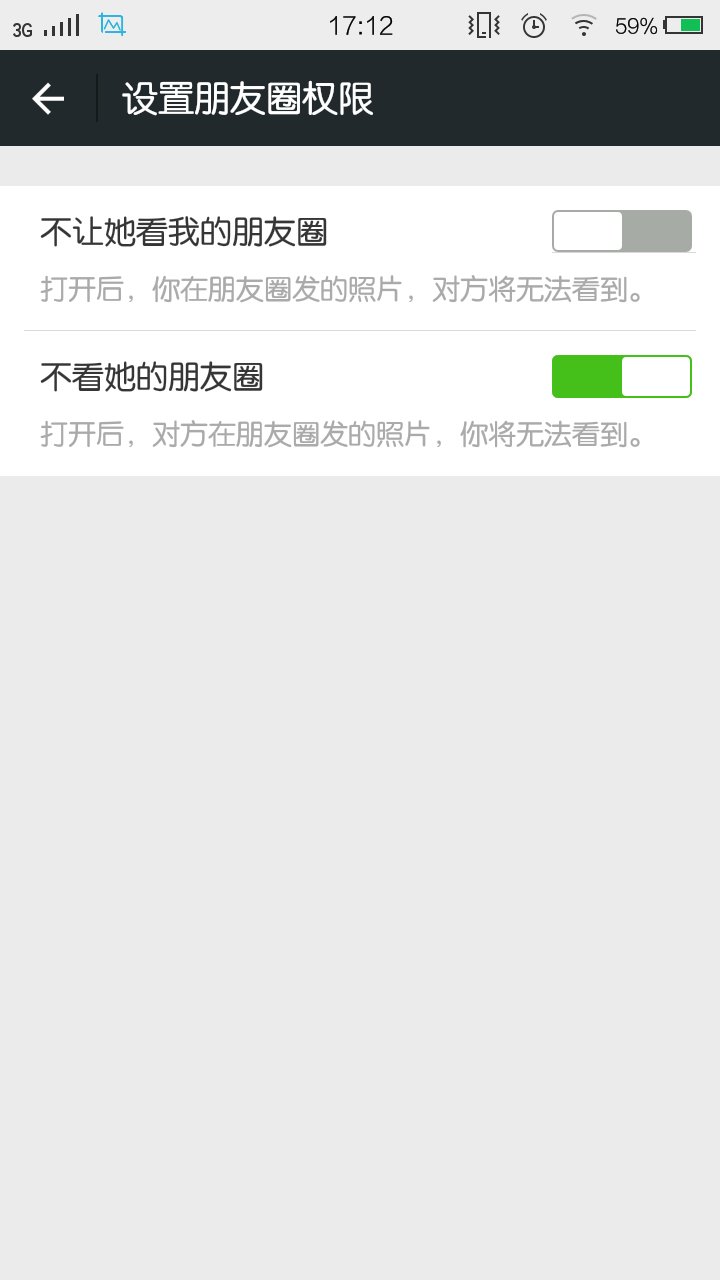 3G 17:12 59%
设置朋友圈权限
不让她看我的朋友圈
打开后，你在朋友圈发的照片，对方将无法看到。
不看她的朋友圈
打开后，对方在朋友圈发的照片，你将无法看到。